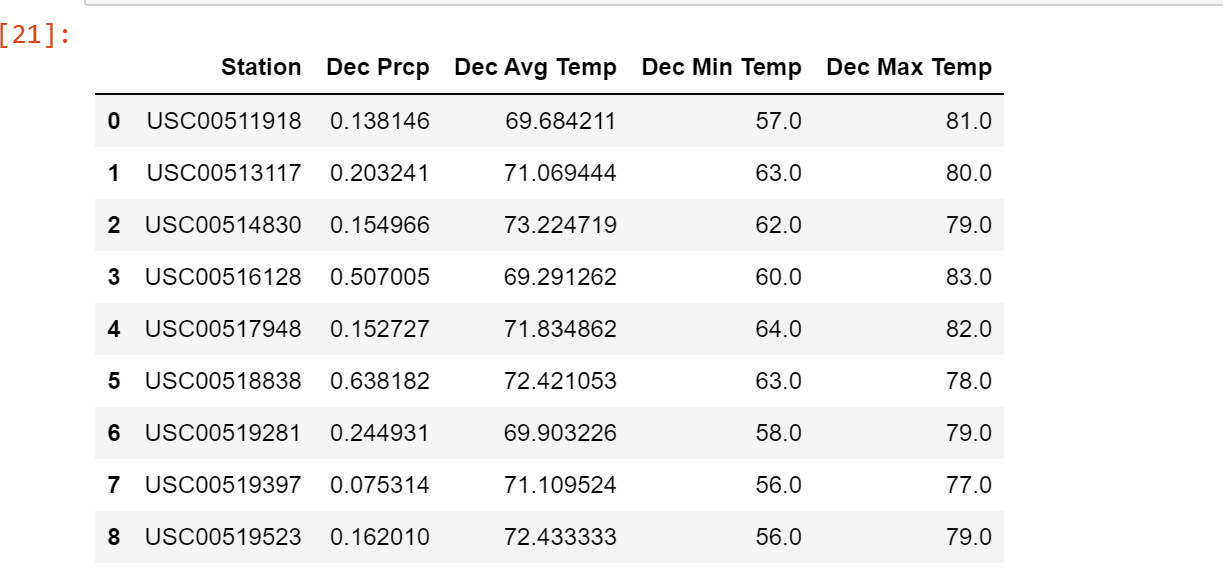 [21]:
Station Dec Prcp Dec Avg Temp Dec Min Temp Dec Max Temp
0 USC00511918 0.138146 69.684211 57.0 81.0
1 USC00513117 0.203241 71.069444 63.0 80.0
2 USC00514830 0.154966 73.224719 62.0 79.0
3 USC00516128 0.507005 69.291262 60.0 83.0
4 USC00517948 0.152727 71.834862 64.0 82.0
5 USC00518838 0.638182 72.421053 63.0 78.0
6 USC00519281 0.244931 69.903226 58.0 79.0
7 USC00519397 0.075314 71.109524 56.0 77.0
8 USC00519523 0.162010 72.433333 56.0 79.0